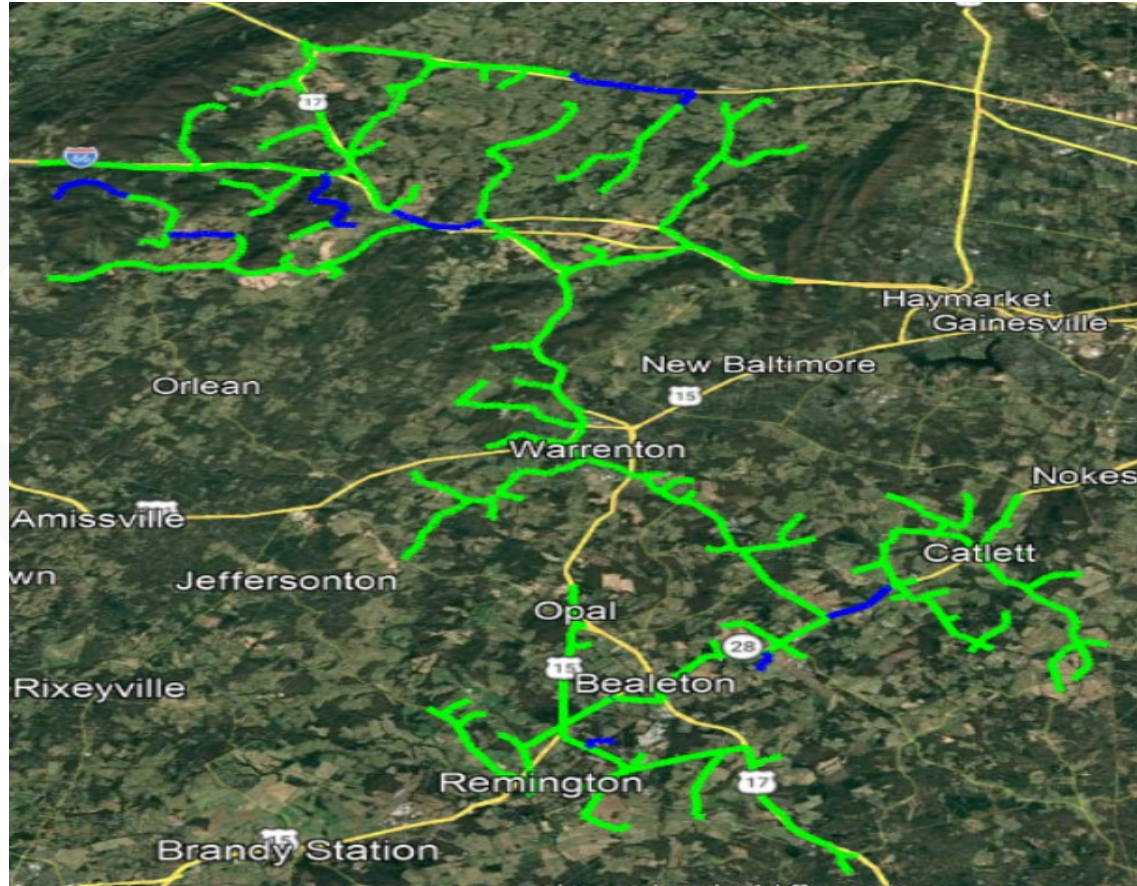 17
66
Haymarket
Gainesville
New Baltimore
Orlean
15
Warrenton
Nokes
Amissville
Catlett
wn
Jeffersonton
Opal
28
15
Bealeton
Rixeyville
Remington
17
15
Brandy Station